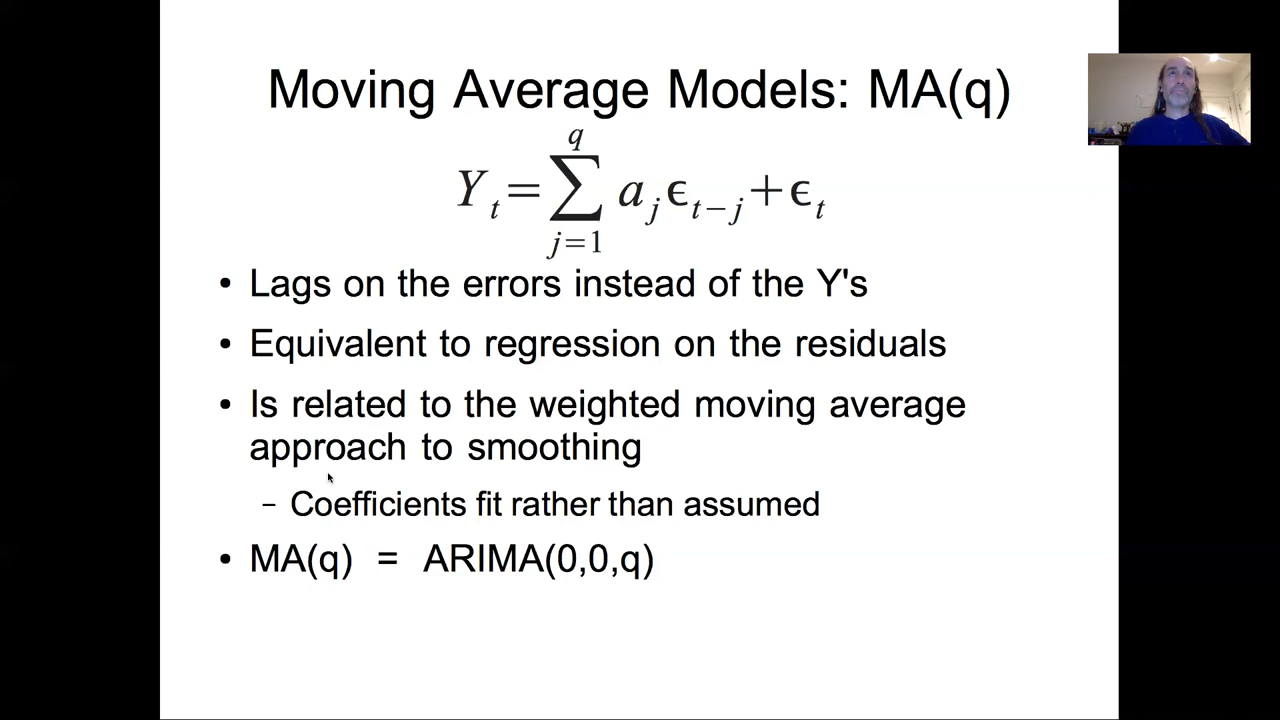 Moving Average Models: MA(q)
Y_t = \sum_{j=1}^{q} a_j ϵ_{t-j} + ϵ_t
• Lags on the errors instead of the Y's
• Equivalent to regression on the residuals
• Is related to the weighted moving average
approach to smoothing
– Coefficients fit rather than assumed
• MA(q) = ARIMA(0,0,q)